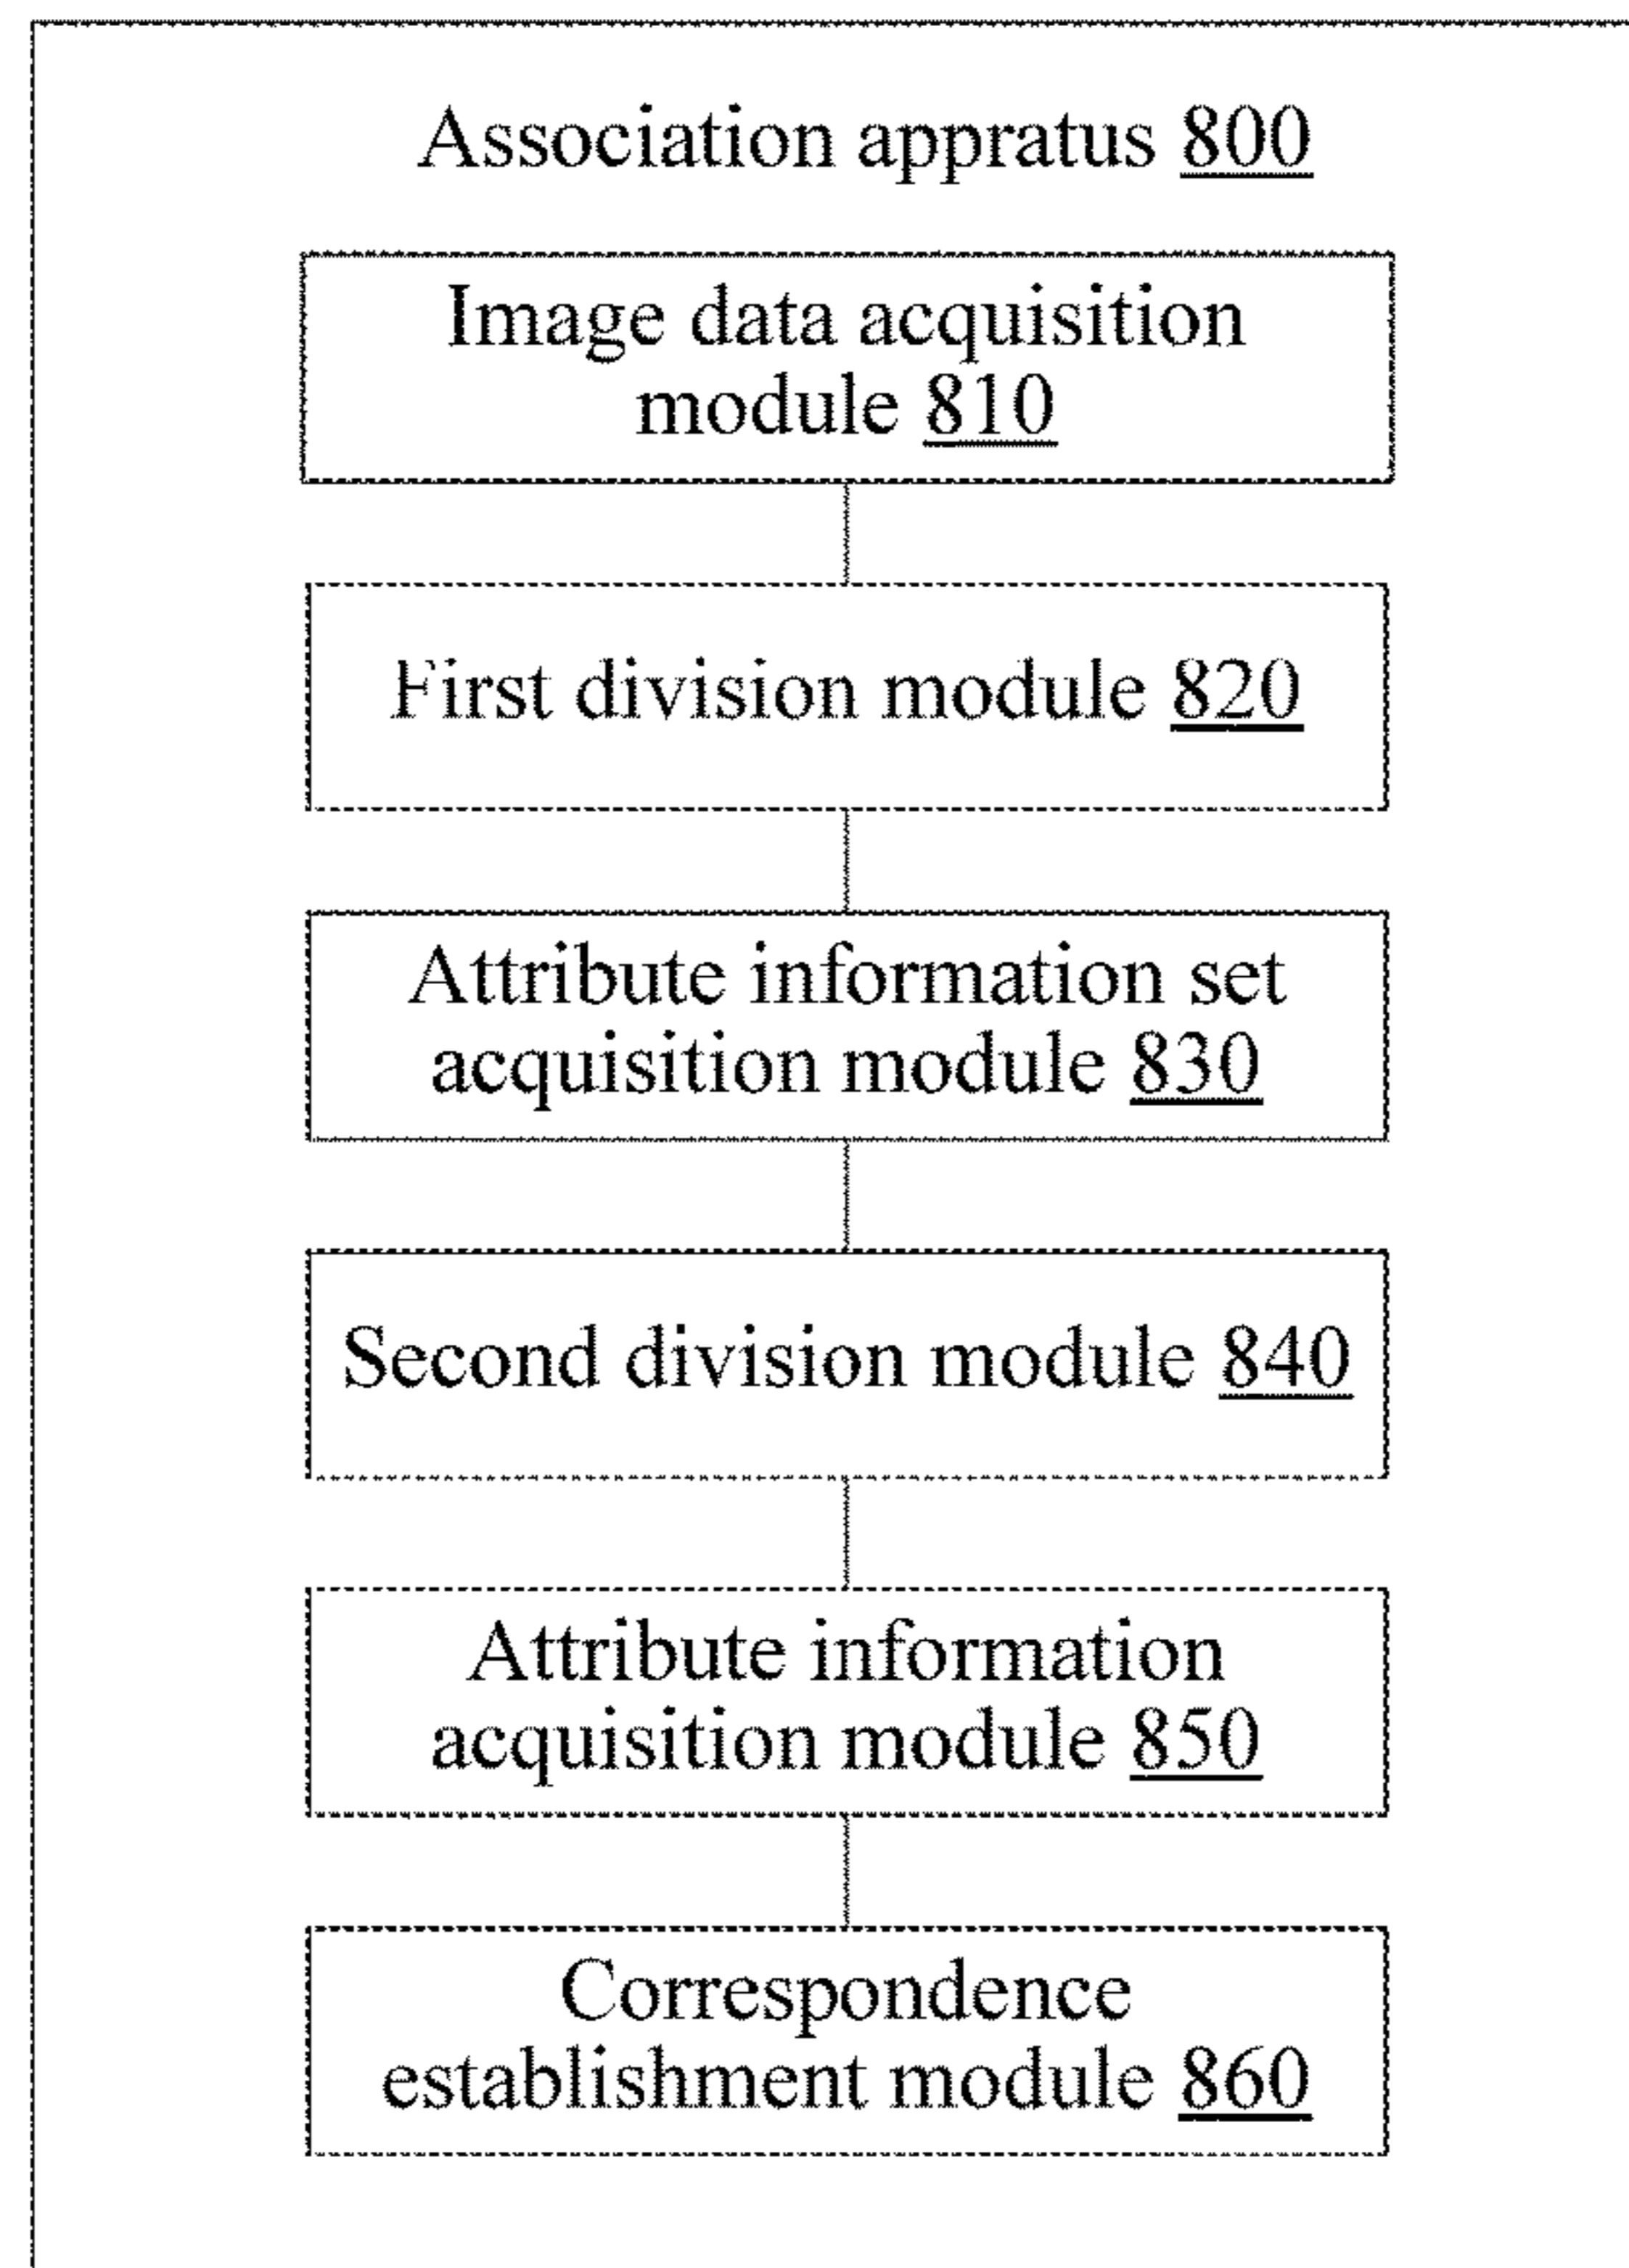 Association appratus 800
Image data acquisition
module 810
First division module 820
Attribute information set
acquisition module 830
Second division module 840
Attribute information
acquisition module 850
Correspondence
establishment module 860